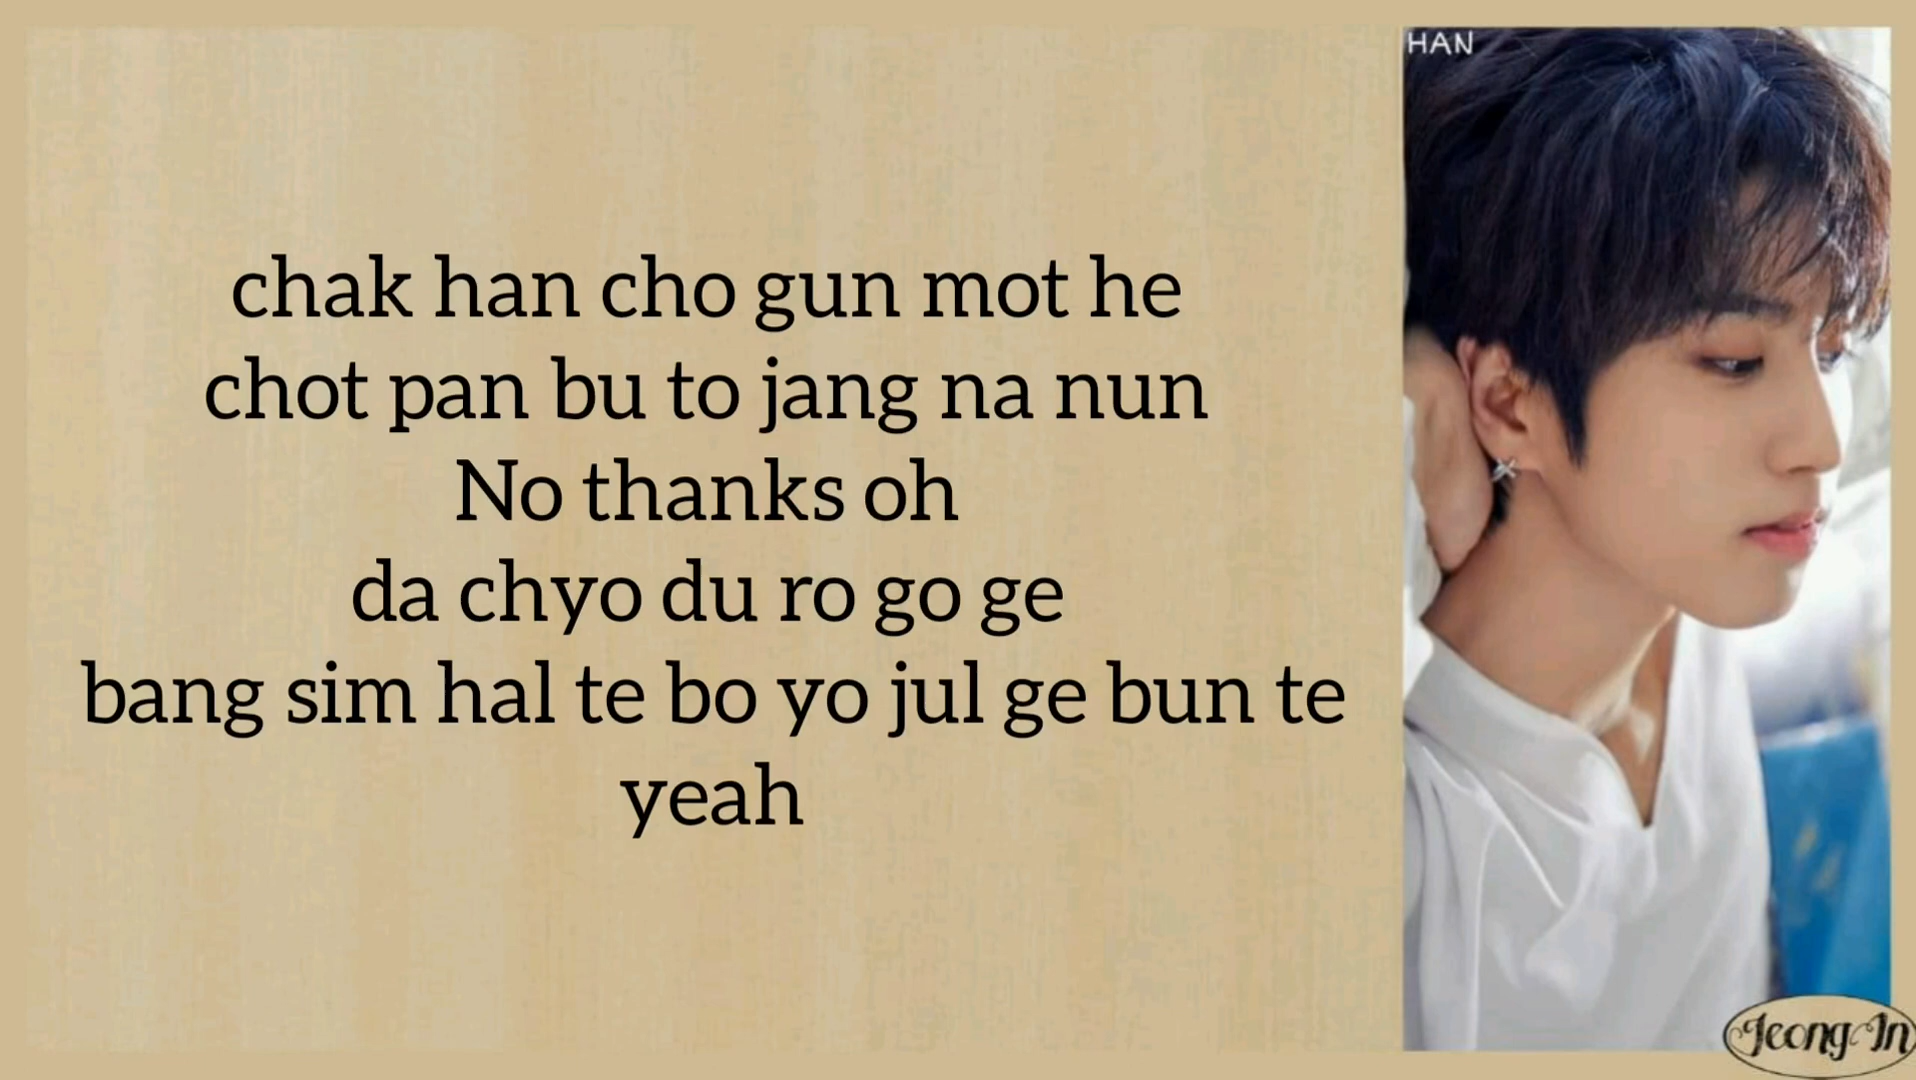 HAN
chak han cho gun mot he
chot pan bu to jang na nun
No thanks oh
da chyo du ro go ge
bang sim hal te bo yo jul ge bun te
yeah
Jeong In